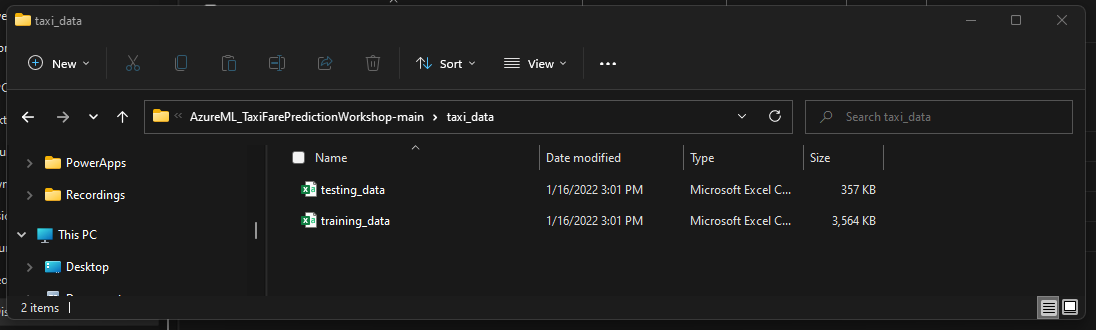 taxi_data
New
Sort
View
AzureML_TaxiFarePredictionWorkshop-main
taxi_data
Search taxi_data
PowerApps
Recordings
This PC
Desktop
Name
Date modified
Type
Size
testing_data
1/16/2022 3:01 PM
Microsoft Excel C...
357 KB
training_data
1/16/2022 3:01 PM
Microsoft Excel C...
3,564 KB
2 items